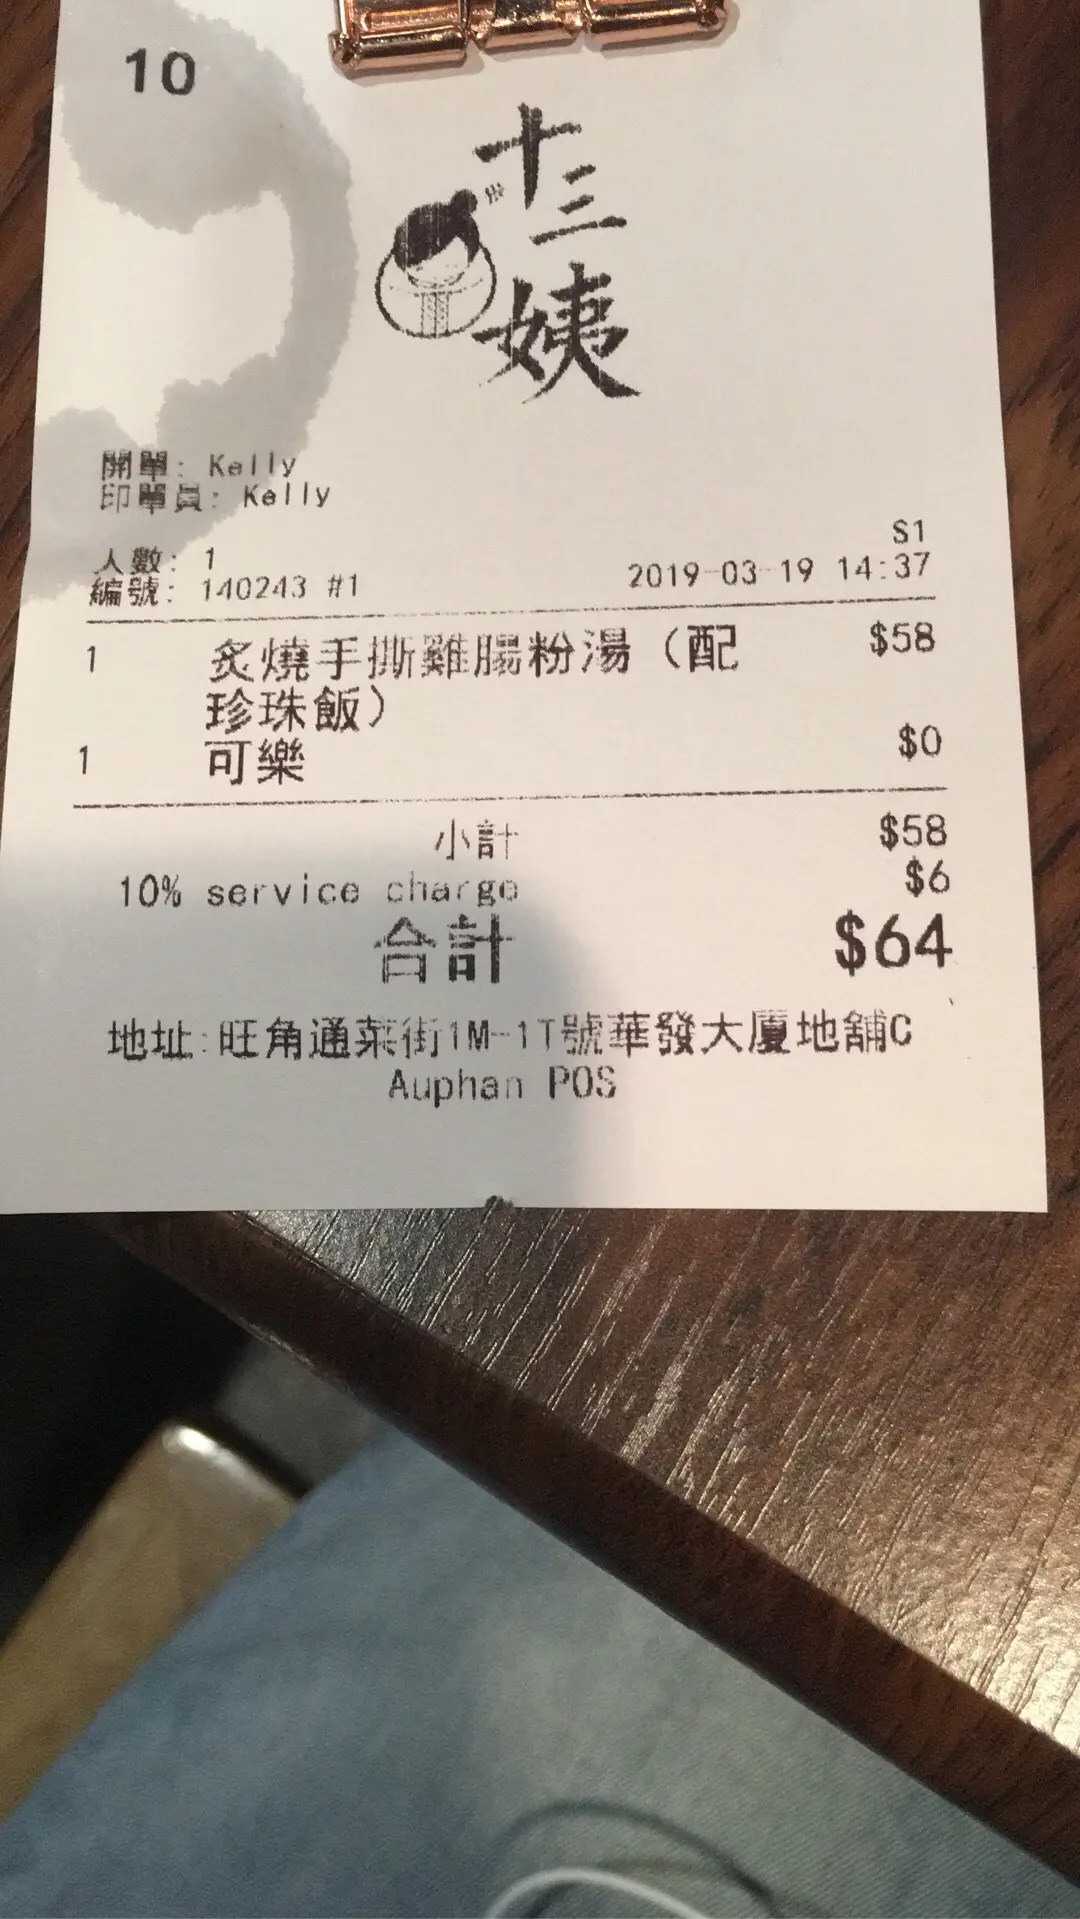 10
十三姨
開單: Kelly
印單員: Kelly
S1
人數: 1
編號: 140243 #1 2019-03-19 14:37
1 炙燒手撕雞腸粉湯（配 $58
珍珠飯）
1 可樂 $0
小計 $58
10% service charge $6
合計 $64
地址:旺角通菜街1M-1T號華發大廈地舖C
Auphan POS